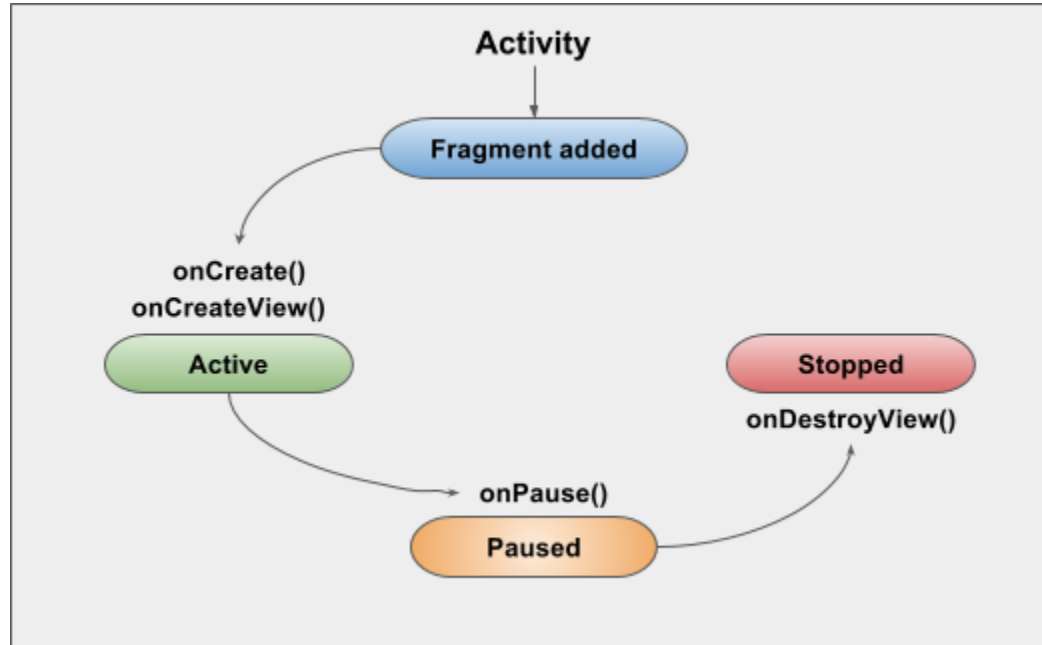 Activity
Fragment added
onCreate()
onCreateView()
Active
onPause()
Paused
Stopped
onDestroyView()